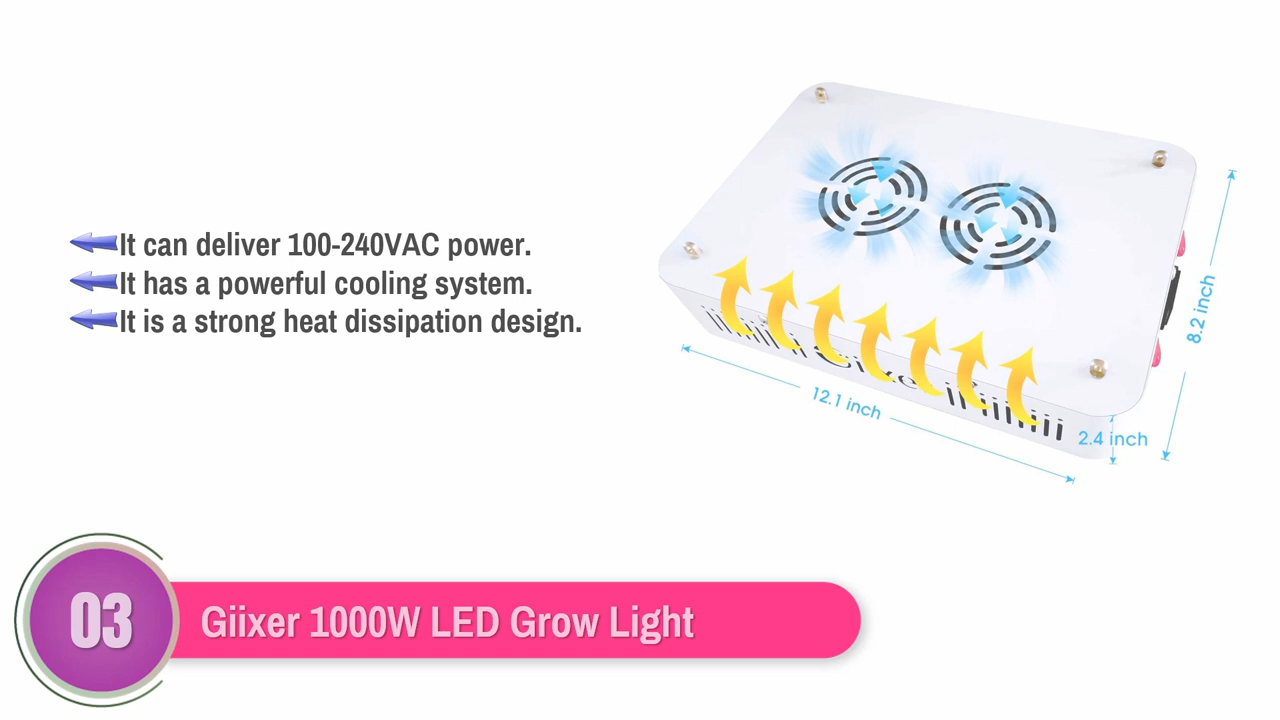 It can deliver 100-240VAC power.
It has a powerful cooling system.
It is a strong heat dissipation design.
8.2 inch
12.1 inch
2.4 inch
03
Giixer 1000W LED Grow Light